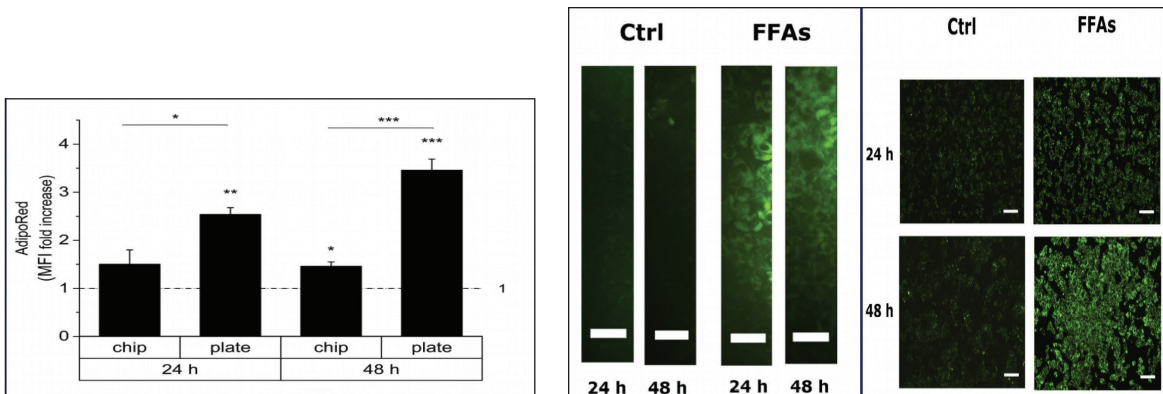 AdipoRed
(MFI fold increase)
4
3
2
1
0
*
***
**
*
***
1
chip
plate
chip
plate
24 h
48 h
Ctrl
FFAs
24 h
48 h
24 h
48 h
Ctrl
FFAs
24 h
48 h